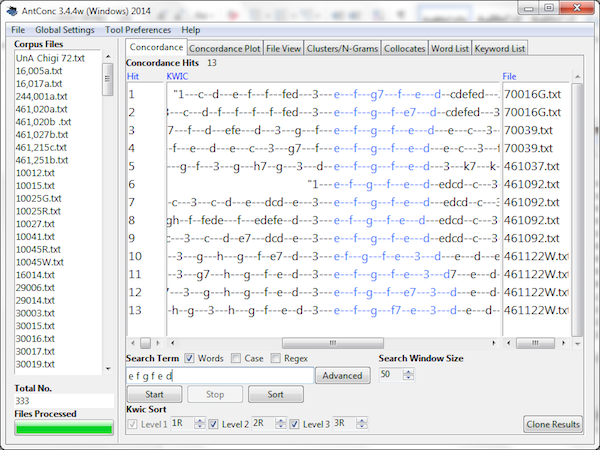 AntConc 3.4.4w (Windows) 2014
File Global Settings Tool Preferences Help
Corpus Files
UnA Chigi 72.txt
16,005a.txt
16,017a.txt
244,001a.txt
461,020a.txt
461,020b .txt
461,027b.txt
461,215c.txt
461,251b.txt
10012.txt
10015.txt
10025G.txt
10025R.txt
10027.txt
10041.txt
10045R.txt
10045W.txt
16014.txt
29006.txt
29014.txt
30003.txt
30015.txt
30016.txt
30017.txt
30019.txt
Total No.
333
Files Processed
Concordance Concordance Plot File View Clusters/N-Grams Collocates Word List Keyword List
Concordance Hits 13
Hit KWIC File
1 "1---c--d---e--f---f---fed---3---e--f---g7---f---e--d-----cdefed---- 70016G.txt
2 :---c--d--f---f---f---f--fed---3---e--f---g--f--e7---d---cdefed---3--- 70016G.txt
3 7---f---d---efe---d---3---g---f----e--f---g--f---e--d----e---c---3--- 70039.txt
4 f---e--d---e---c---3---g7---f----e--f---g--f---e--d----e---c---3--- 70039.txt
5 ---g--f---3---g---h7---g--3---d----e--f---g--f---e--d---3---k7---k- 461037.txt
6 "1---e--f---g--f---e--d---edcd--c---3 461092.txt
7 ---c---3---c--d---edcd---c---3---e--f---g--f---e--d---edcd--c---3 461092.txt
8 gh--f--fede--f---edefe--d---3---e--f---g--f---e--d---edcd--c---3- 461092.txt
9 c---3---c--d---e7---dcd---c---3---e--f---g--f---e--d---edcd--c---3- 461092.txt
10 --3---g---h---g--f---e7---d---3---e--f---g--f---e---3---d---e---d-- 461122W.txt
11 ---3---g7---h---g--f---e-d---3---e--f---g--f---e---3---d7---e---d-- 461122W.txt
12 7---3---g---h---g--f---e-d---3---e--f---g--f---e7---3---d---e---d-- 461122W.txt
13 -h---g---3---h---g--f---e--d---3---e--f---g---f7---e---3---d---e--d- 461122W.txt
Search Term Words Case Regex Search Window Size
e f g f e d Advanced 50
Start Stop Sort
Kwic Sort
Level 1 1R Level 2 2R Level 3 3R Clone Results